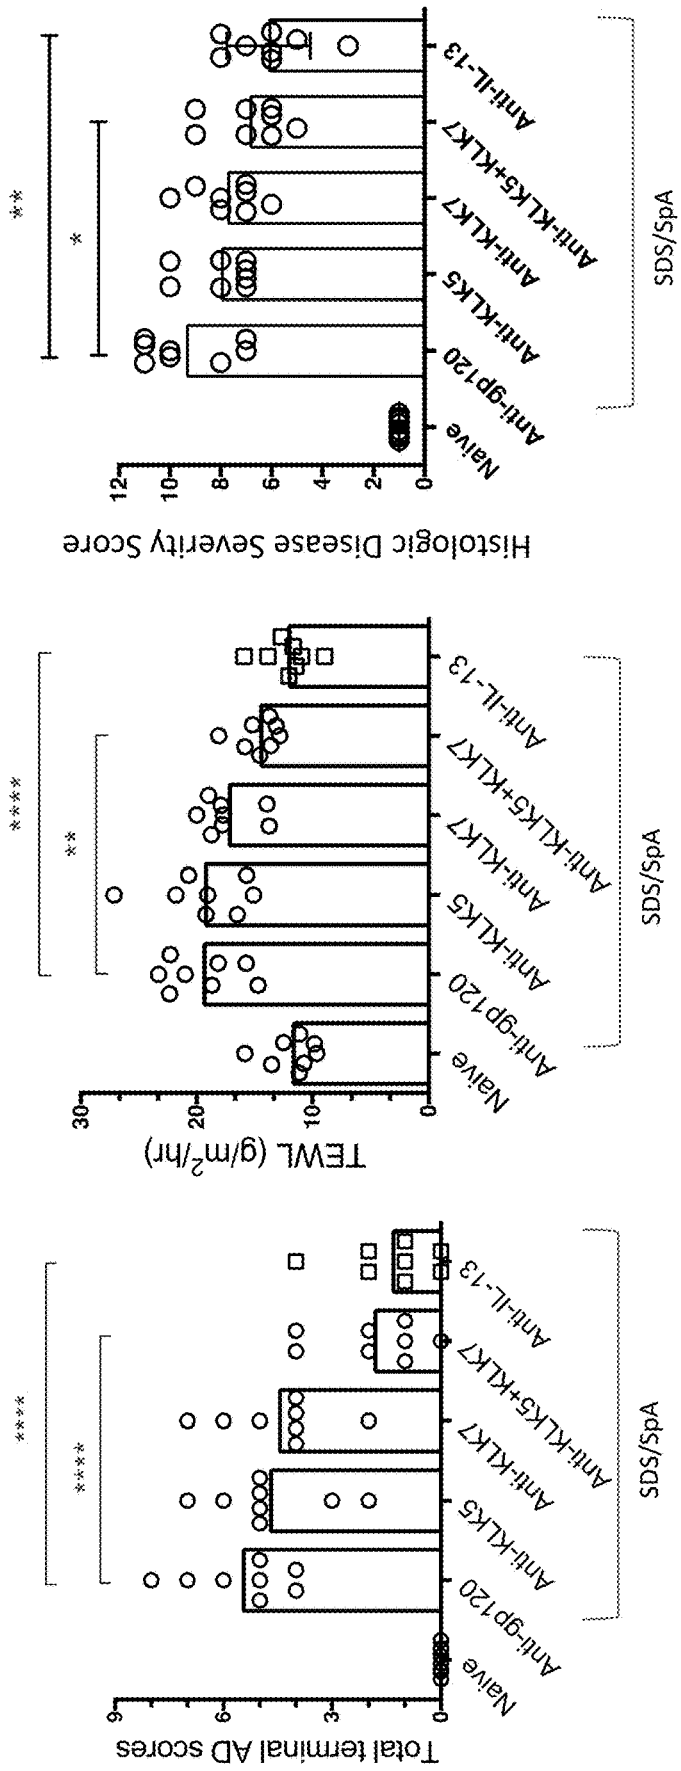 Total terminal AD scores
9
6
3
0
****
****
Naive
Anti-gp120
Anti-KLK5
Anti-KLK7
Anti-KLK5+KLK7
Anti-IL-13
SDS/SpA
TEWL (g/m²/hr)
30
20
10
0
****
**
Naive
Anti-gp120
Anti-KLK5
Anti-KLK7
Anti-KLK5+KLK7
Anti-IL-13
SDS/SpA
Histologic Disease Severity Score
12
10
8
6
4
2
0
**
*
Naive
Anti-gp120
Anti-KLK5
Anti-KLK7
Anti-KLK5+KLK7
Anti-IL-13
SDS/SpA